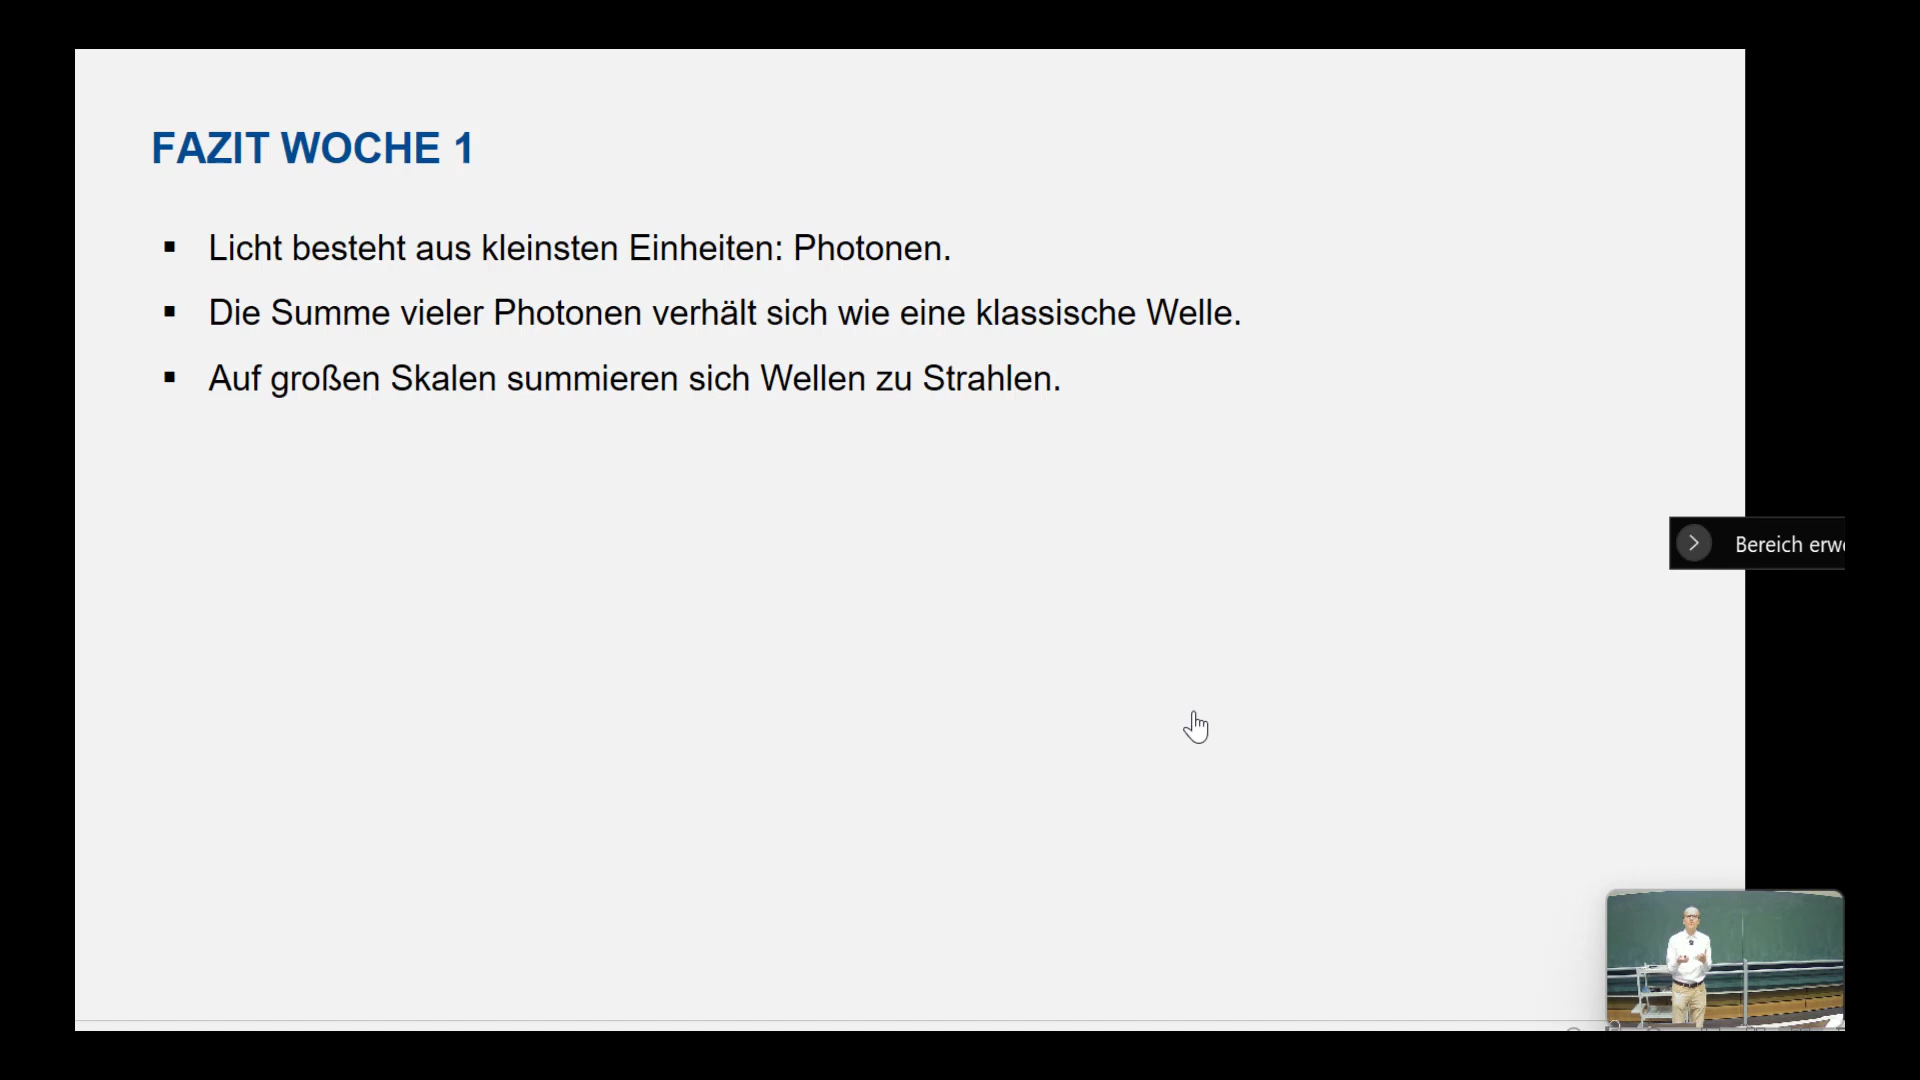 FAZIT WOCHE 1
▪ Licht besteht aus kleinsten Einheiten: Photonen.
▪ Die Summe vieler Photonen verhält sich wie eine klassische Welle.
▪ Auf großen Skalen summieren sich Wellen zu Strahlen.
Bereich erwe